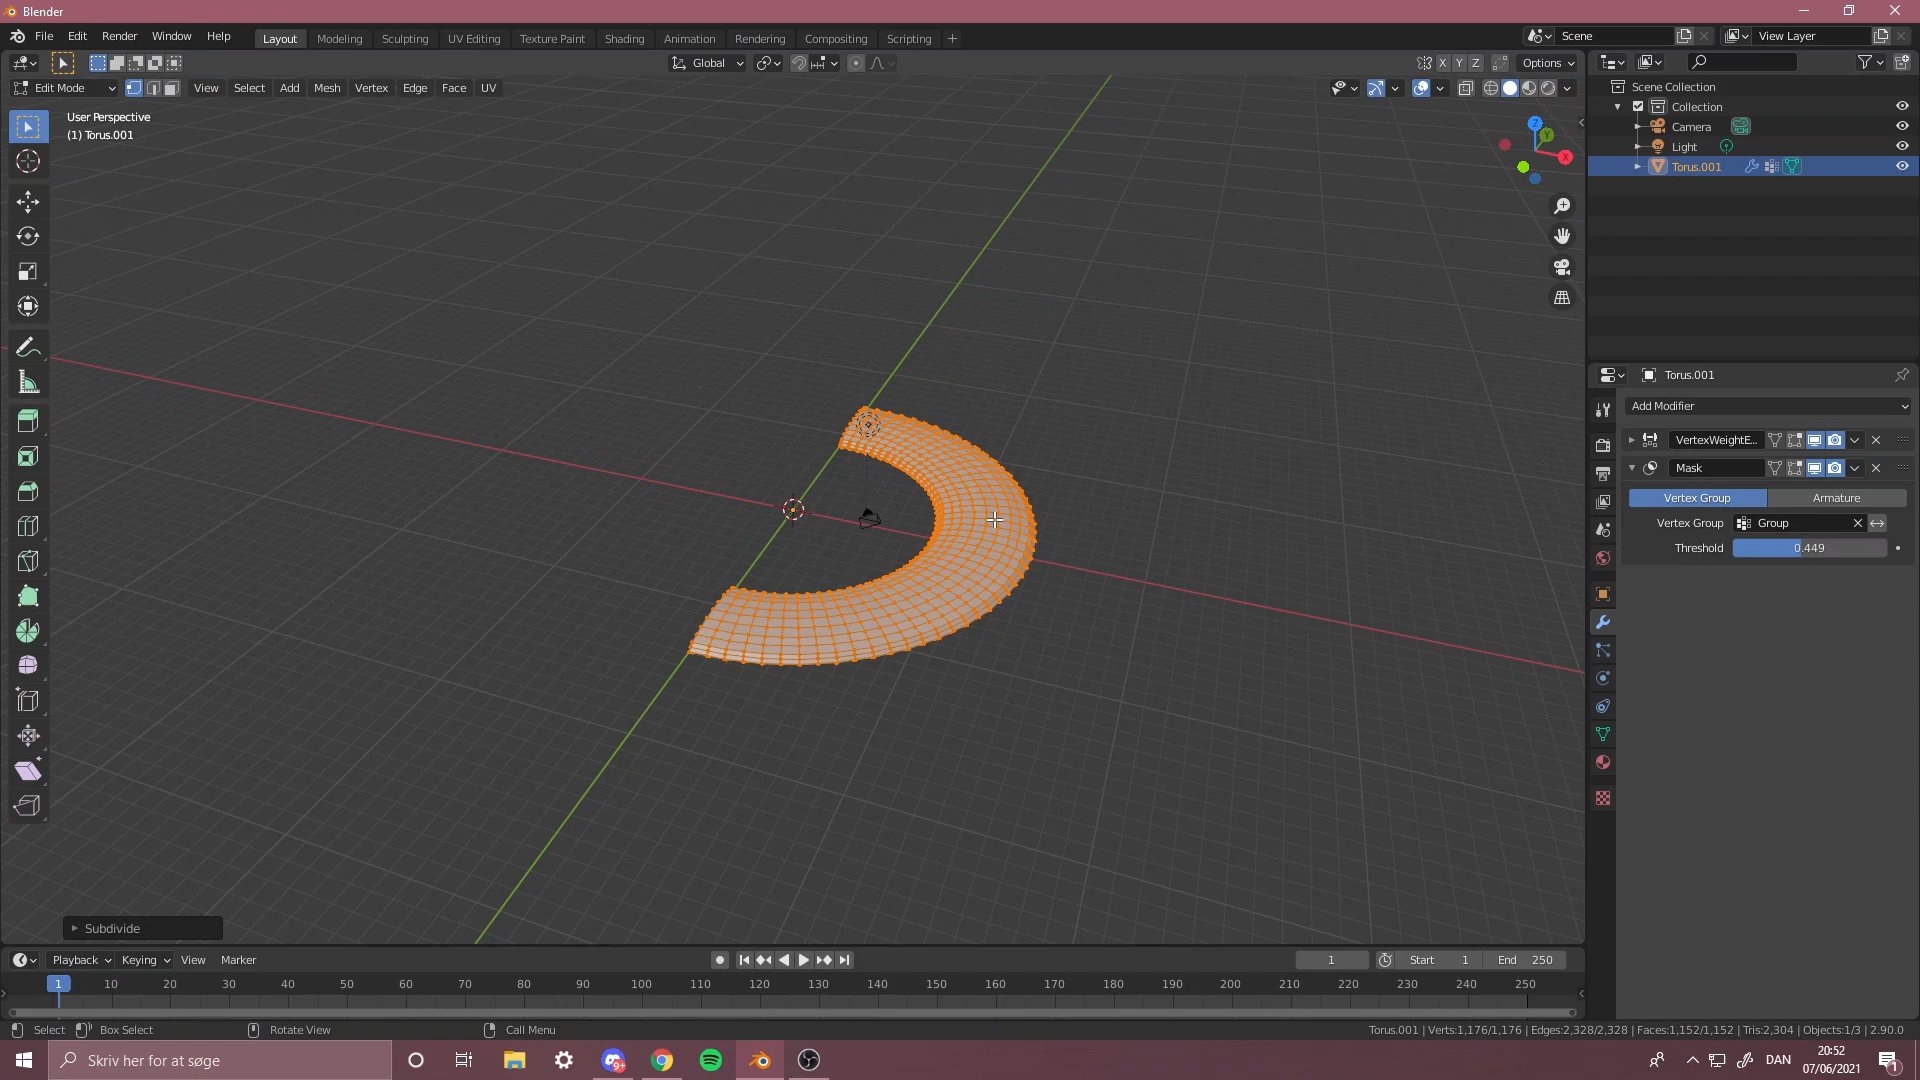 Blender
File Edit Render Window Help
Layout Modeling Sculpting UV Editing Texture Paint Shading Animation Rendering Compositing Scripting +
Scene
View Layer
Global
X Y Z
Options
Edit Mode
View Select Add Mesh Vertex Edge Face UV
User Perspective
(1) Torus.001
Z
Y
X
Scene Collection
Collection
Camera
Light
Torus.001
Torus.001
Add Modifier
VertexWeightE...
Mask
Vertex Group
Armature
Vertex Group
Group
Threshold
0.449
Subdivide
Playback Keying View Marker
1
Start 1
End 250
1 10 20 30 40 50 60 70 80 90 100 110 120 130 140 150 160 170 180 190 200 210 220 230 240 250
Select
Box Select
Rotate View
Call Menu
Torus.001 | Verts:1,176/1,176 | Edges:2,328/2,328 | Faces:1,152/1,152 | Tris:2,304 | Objects:1/3 | 2.90.0
Skriv her for at søge
9+
DAN
20:52
07/06/2021
1